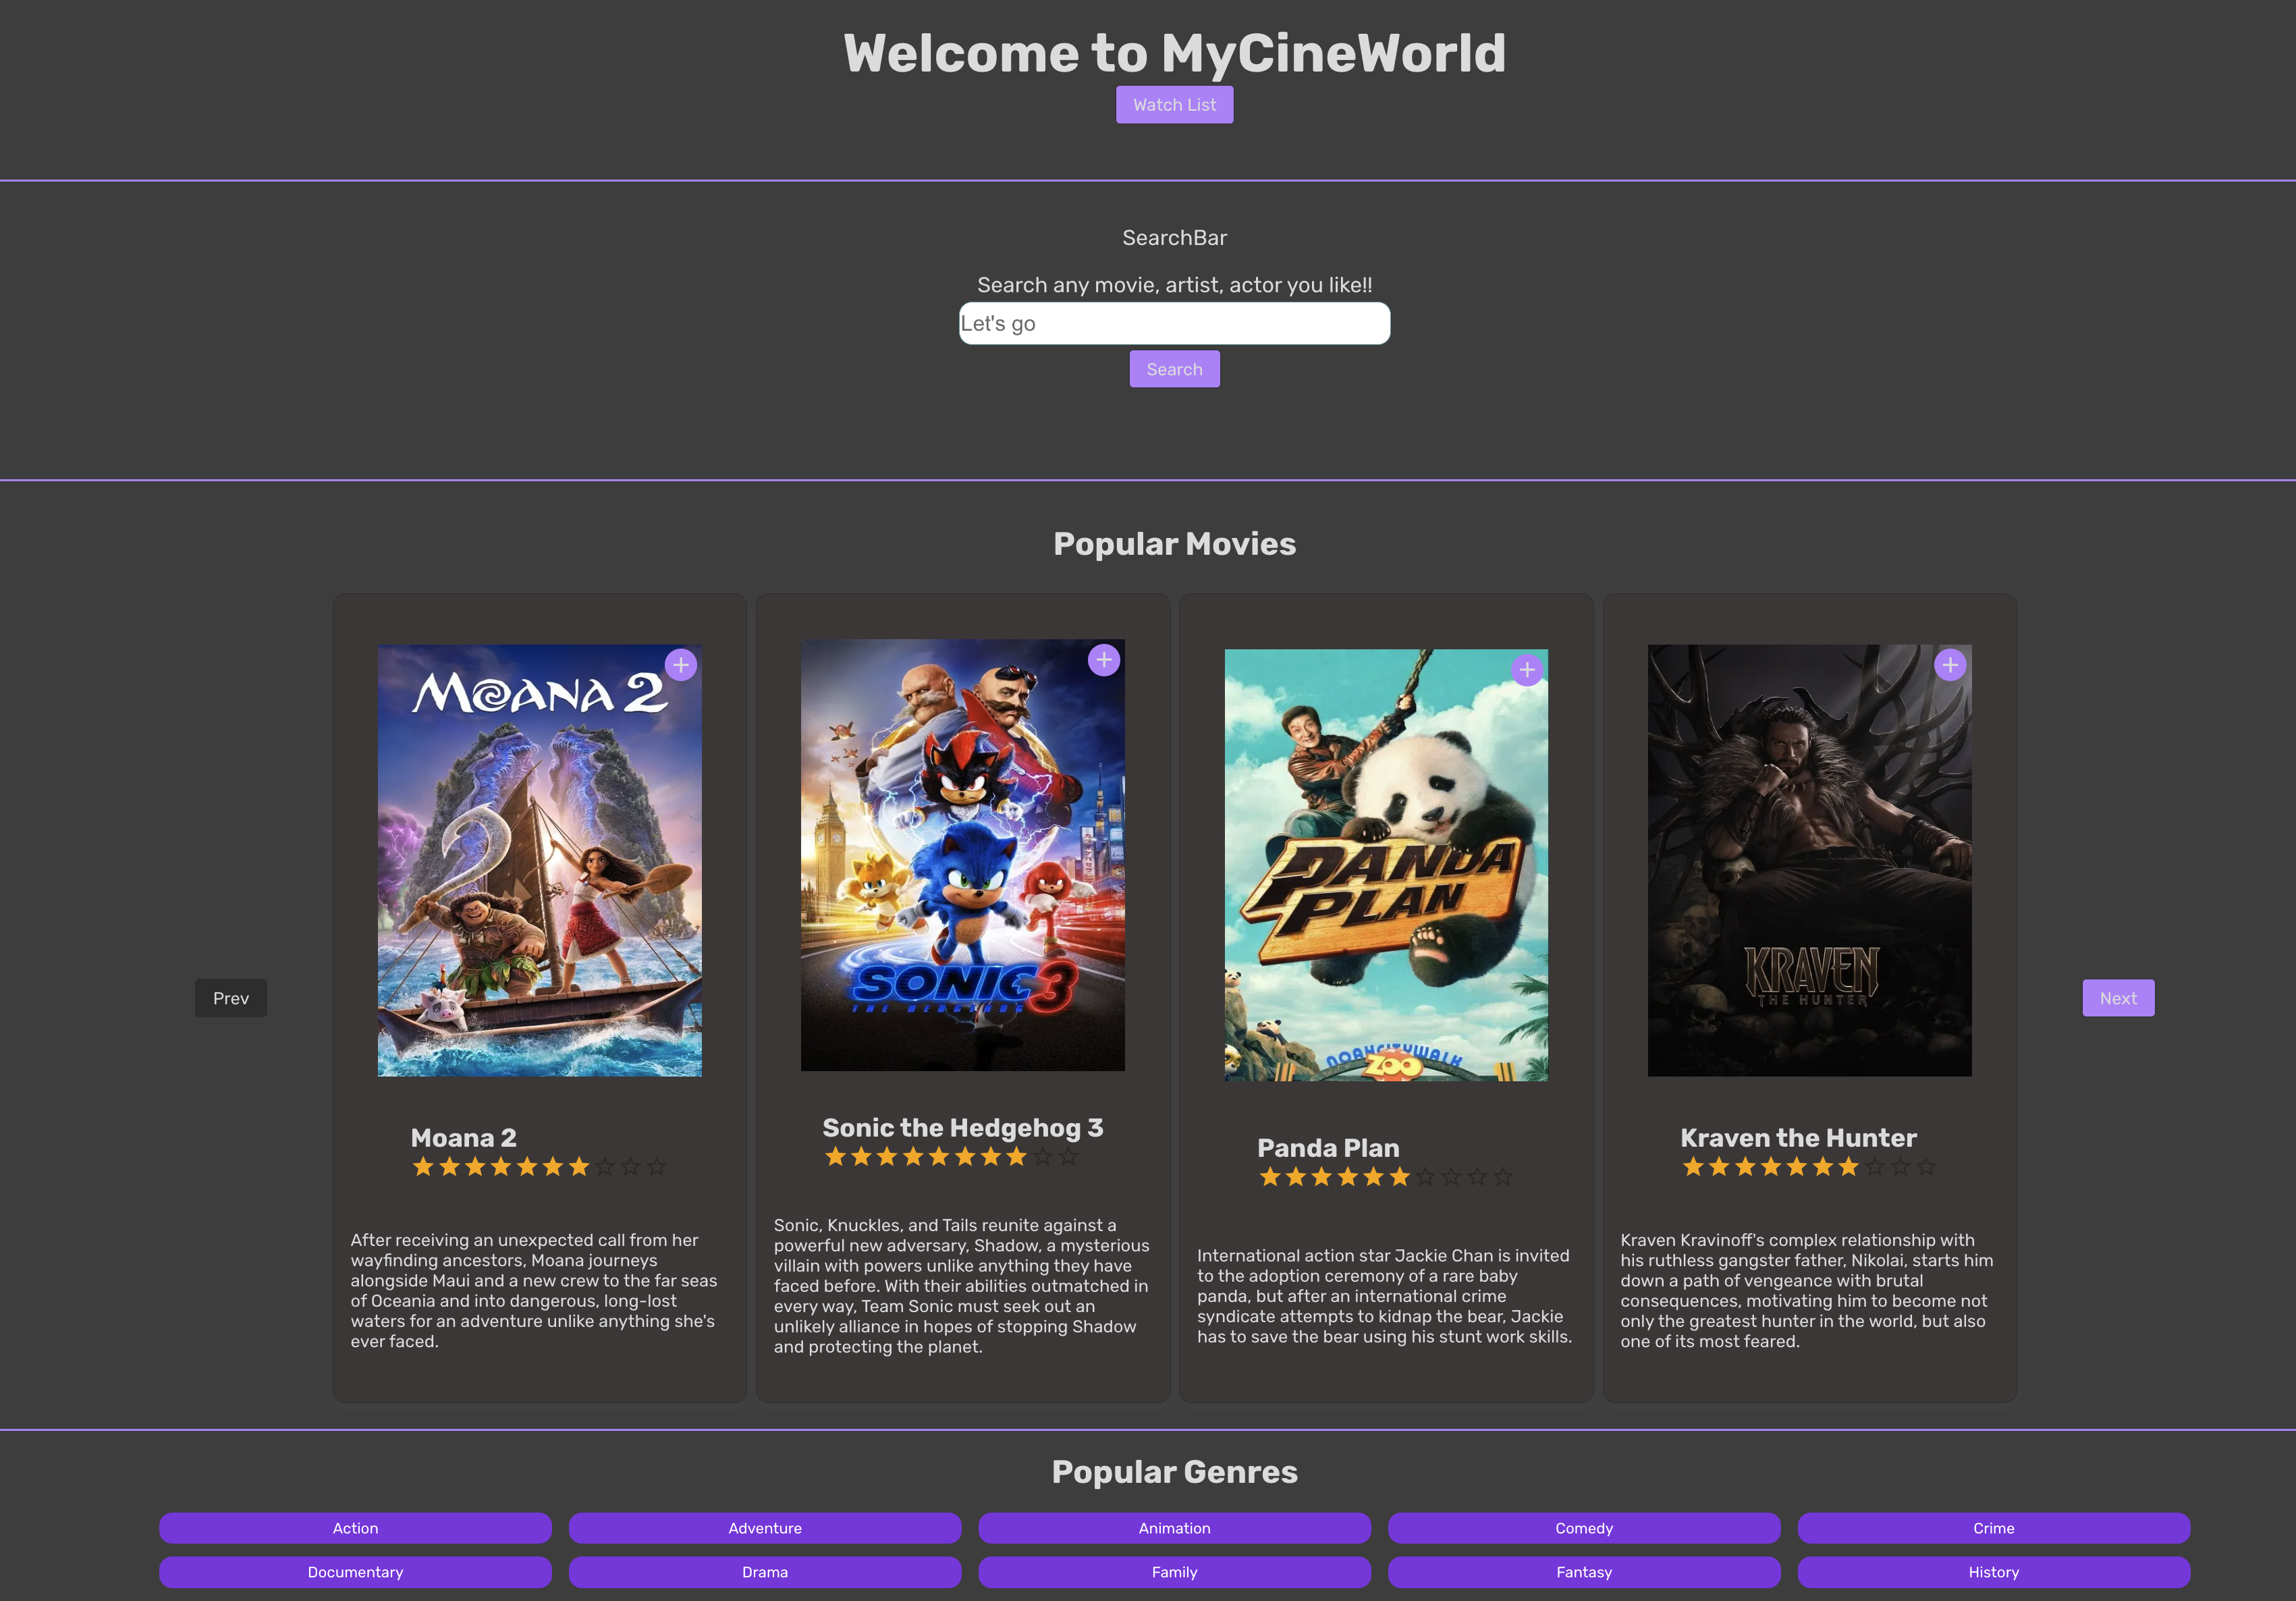 Welcome to MyCineWorld
Watch List
SearchBar
Search any movie, artist, actor you like!!
Let's go
Search
Popular Movies
Prev
MOANA 2
Moana 2
After receiving an unexpected call from her
wayfinding ancestors, Moana journeys
alongside Maui and a new crew to the far seas
of Oceania and into dangerous, long-lost
waters for an adventure unlike anything she's
ever faced.
SONIC 3
THE HEDGEHOG
Sonic the Hedgehog 3
Sonic, Knuckles, and Tails reunite against a
powerful new adversary, Shadow, a mysterious
villain with powers unlike anything they have
faced before. With their abilities outmatched in
every way, Team Sonic must seek out an
unlikely alliance in hopes of stopping Shadow
and protecting the planet.
PANDA
PLAN
NOAHCITYWALK
ZOO
Panda Plan
International action star Jackie Chan is invited
to the adoption ceremony of a rare baby
panda, but after an international crime
syndicate attempts to kidnap the bear, Jackie
has to save the bear using his stunt work skills.
KRAVEN
THE HUNTER
Kraven the Hunter
Kraven Kravinoff's complex relationship with
his ruthless gangster father, Nikolai, starts him
down a path of vengeance with brutal
consequences, motivating him to become not
only the greatest hunter in the world, but also
one of its most feared.
Next
Popular Genres
Action
Adventure
Animation
Comedy
Crime
Documentary
Drama
Family
Fantasy
History